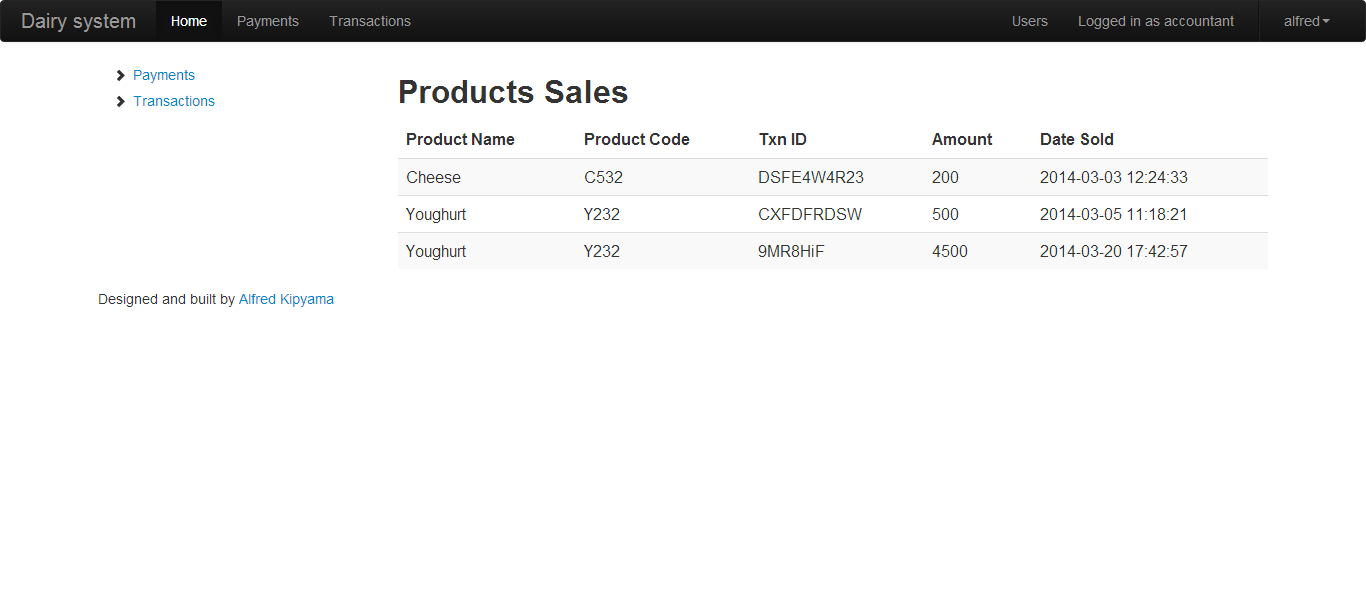 Dairy system Home Payments Transactions Users Logged in as accountant alfred
Payments
Transactions
Products Sales
Product Name Product Code Txn ID Amount Date Sold
Cheese C532 DSFE4W4R23 200 2014-03-03 12:24:33
Youghurt Y232 CXFDFRDSW 500 2014-03-05 11:18:21
Youghurt Y232 9MR8HiF 4500 2014-03-20 17:42:57
Designed and built by Alfred Kipyama